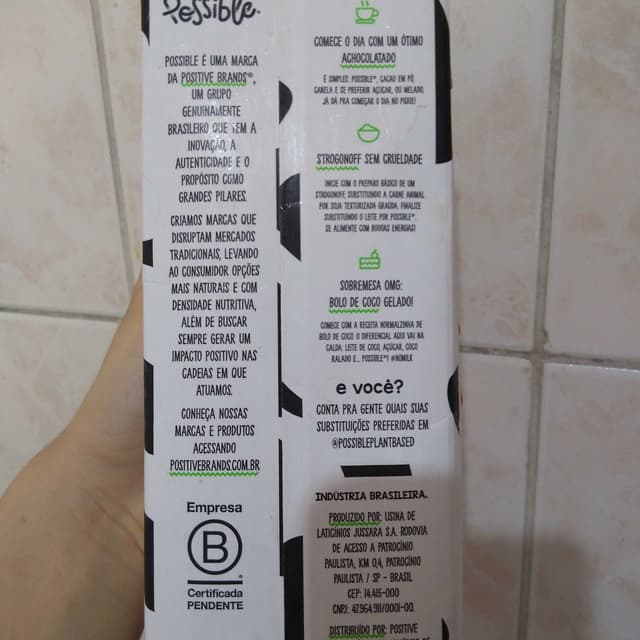 Possible.
POSSIBLE É UMA MARCA
DA POSITIVE BRANDS®,
UM GRUPO
GENUINAMENTE
BRASILEIRO QUE TEM A
INOVAÇÃO, A
AUTENTICIDADE E O
PROPÓSITO COMO
GRANDES PILARES.
CRIAMOS MARCAS QUE
DISRUPTAM MERCADOS
TRADICIONAIS, LEVANDO
AO CONSUMIDOR OPÇÕES
MAIS NATURAIS E COM
DENSIDADE NUTRITIVA,
ALÉM DE BUSCAR
SEMPRE GERAR UM
IMPACTO POSITIVO NAS
CADEIAS EM QUE
ATUAMOS.
CONHEÇA NOSSAS
MARCAS E PRODUTOS
ACESSANDO
POSITIVEBRANDS.COM.BR
Empresa
B
Certificada
PENDENTE
COMECE O DIA COM UM ÓTIMO
ACHOCOLATADO
É SIMPLES: POSSIBLE™, CACAU EM PÓ,
CANELA E SE PREFERIR AÇÚCAR, OU MELADO.
JÁ DÁ PRA COMEÇAR O DIA NO PIQUE!
STROGONOFF SEM CRUELDADE
INICIE COM O PREPARO BÁSICO DE UM
STROGONOFF, SUBSTITUINDO A CARNE ANIMAL
POR SOJA TEXTURIZADA GRAÚDA. FINALIZE
SUBSTITUINDO O LEITE POR POSSIBLE™.
SE ALIMENTE COM BOOAS ENERGIAS!
SOBREMESA OMG:
BOLO DE COCO GELADO!
COMECE COM A RECEITA NORMALZINHA DE
BOLO DE COCO. O DIFERENCIAL AQUI VAI NA
CALDA: LEITE DE COCO, AÇÚCAR, COCO
RALADO E... POSSIBLE™! #NOMILK
e você?
CONTA PRA GENTE QUAIS SUAS
SUBSTITUIÇÕES PREFERIDAS EM
@POSSIBLEPLANTBASED
INDÚSTRIA BRASILEIRA.
PRODUZIDO POR: USINA DE
LATICÍNIOS JUSSARA S.A. RODOVIA
DE ACESSO A PATROCÍNIO
PAULISTA, KM 0,4, PATROCÍNIO
PAULISTA / SP - BRASIL
CEP: 14.415-000
CNPJ: 47.964.911/0001-00.
DISTRIBUÍDO POR: POSITIVE